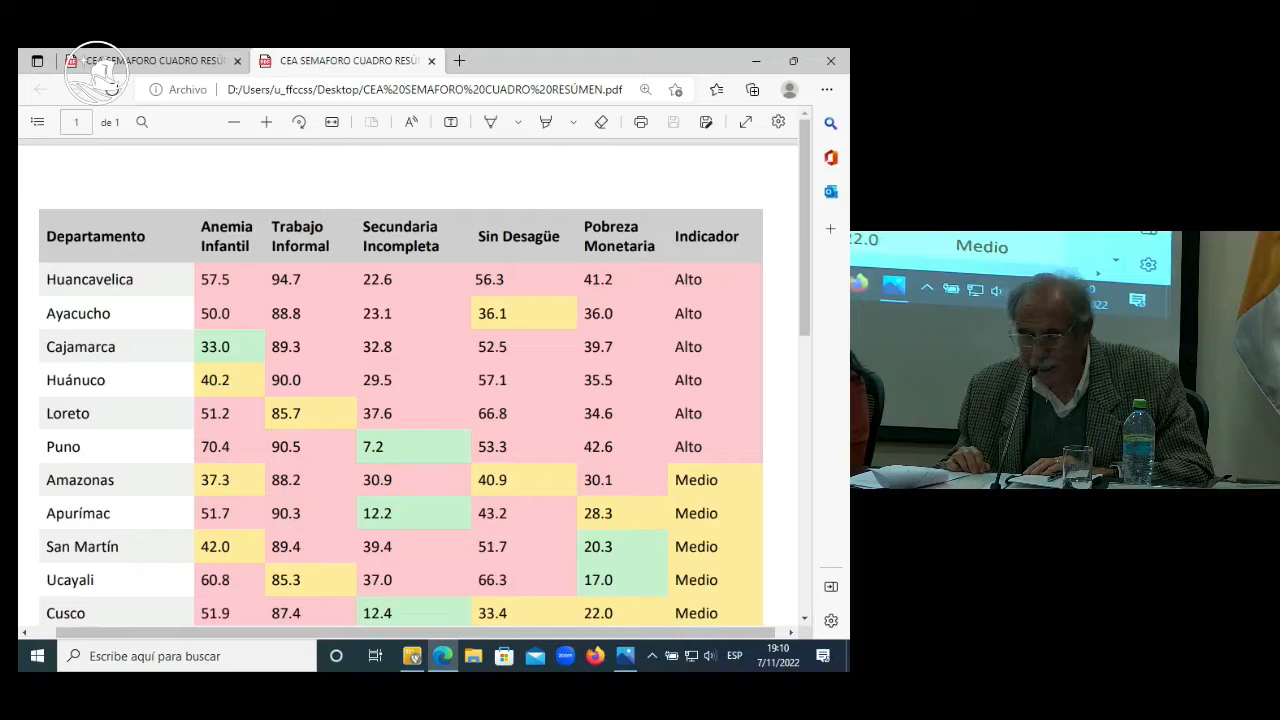 CEA SEMAFORO CUADRO RESÚ
CEA SEMAFORO CUADRO RESÚ
Archivo
D:/Users/u_ffccss/Desktop/CEA%20SEMAFORO%20CUADRO%20RESÚMEN.pdf
1 de 1
Departamento Anemia Infantil Trabajo Informal Secundaria Incompleta Sin Desagüe Pobreza Monetaria Indicador
Huancavelica 57.5 94.7 22.6 56.3 41.2 Alto
Ayacucho 50.0 88.8 23.1 36.1 36.0 Alto
Cajamarca 33.0 89.3 32.8 52.5 39.7 Alto
Huánuco 40.2 90.0 29.5 57.1 35.5 Alto
Loreto 51.2 85.7 37.6 66.8 34.6 Alto
Puno 70.4 90.5 7.2 53.3 42.6 Alto
Amazonas 37.3 88.2 30.9 40.9 30.1 Medio
Apurímac 51.7 90.3 12.2 43.2 28.3 Medio
San Martín 42.0 89.4 39.4 51.7 20.3 Medio
Ucayali 60.8 85.3 37.0 66.3 17.0 Medio
Cusco 51.9 87.4 12.4 33.4 22.0 Medio
Escribe aquí para buscar
ESP
19:10
7/11/2022
Medio